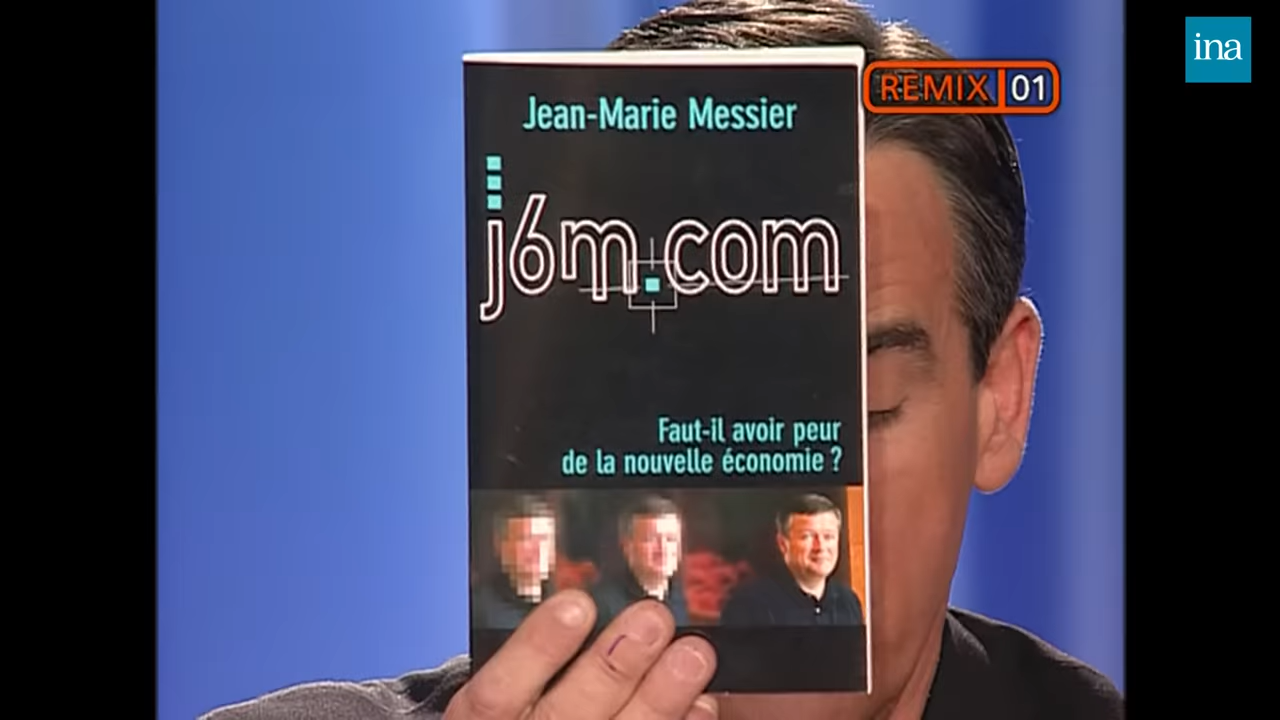 ina
REMIX 01
Jean-Marie Messier
j6m.com
Faut-il avoir peur
de la nouvelle économie ?